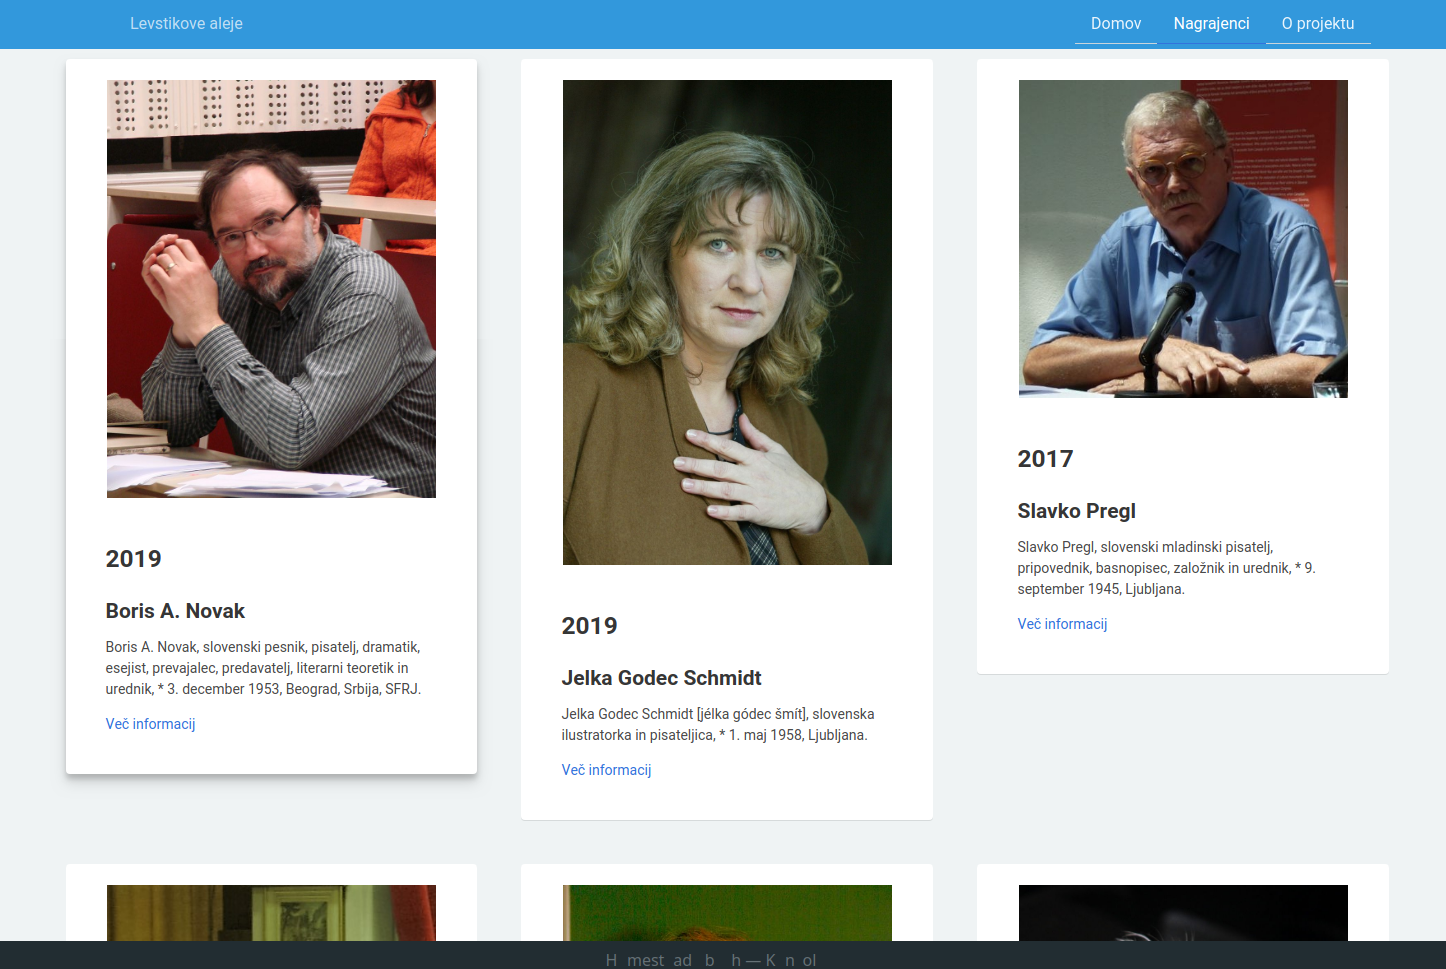 Levstikove aleje
Domov
Nagrajenci
O projektu
2019
Boris A. Novak
Boris A. Novak, slovenski pesnik, pisatelj, dramatik,
esejist, prevajalec, predavatelj, literarni teoretik in
urednik, * 3. december 1953, Beograd, Srbija, SFRJ.
Več informacij
2019
Jelka Godec Schmidt
Jelka Godec Schmidt [jélka gódec šmít], slovenska
ilustratorka in pisateljica, * 1. maj 1958, Ljubljana.
Več informacij
2017
Slavko Pregl
Slavko Pregl, slovenski mladinski pisatelj,
pripovednik, basnopisec, založnik in urednik, * 9.
september 1945, Ljubljana.
Več informacij